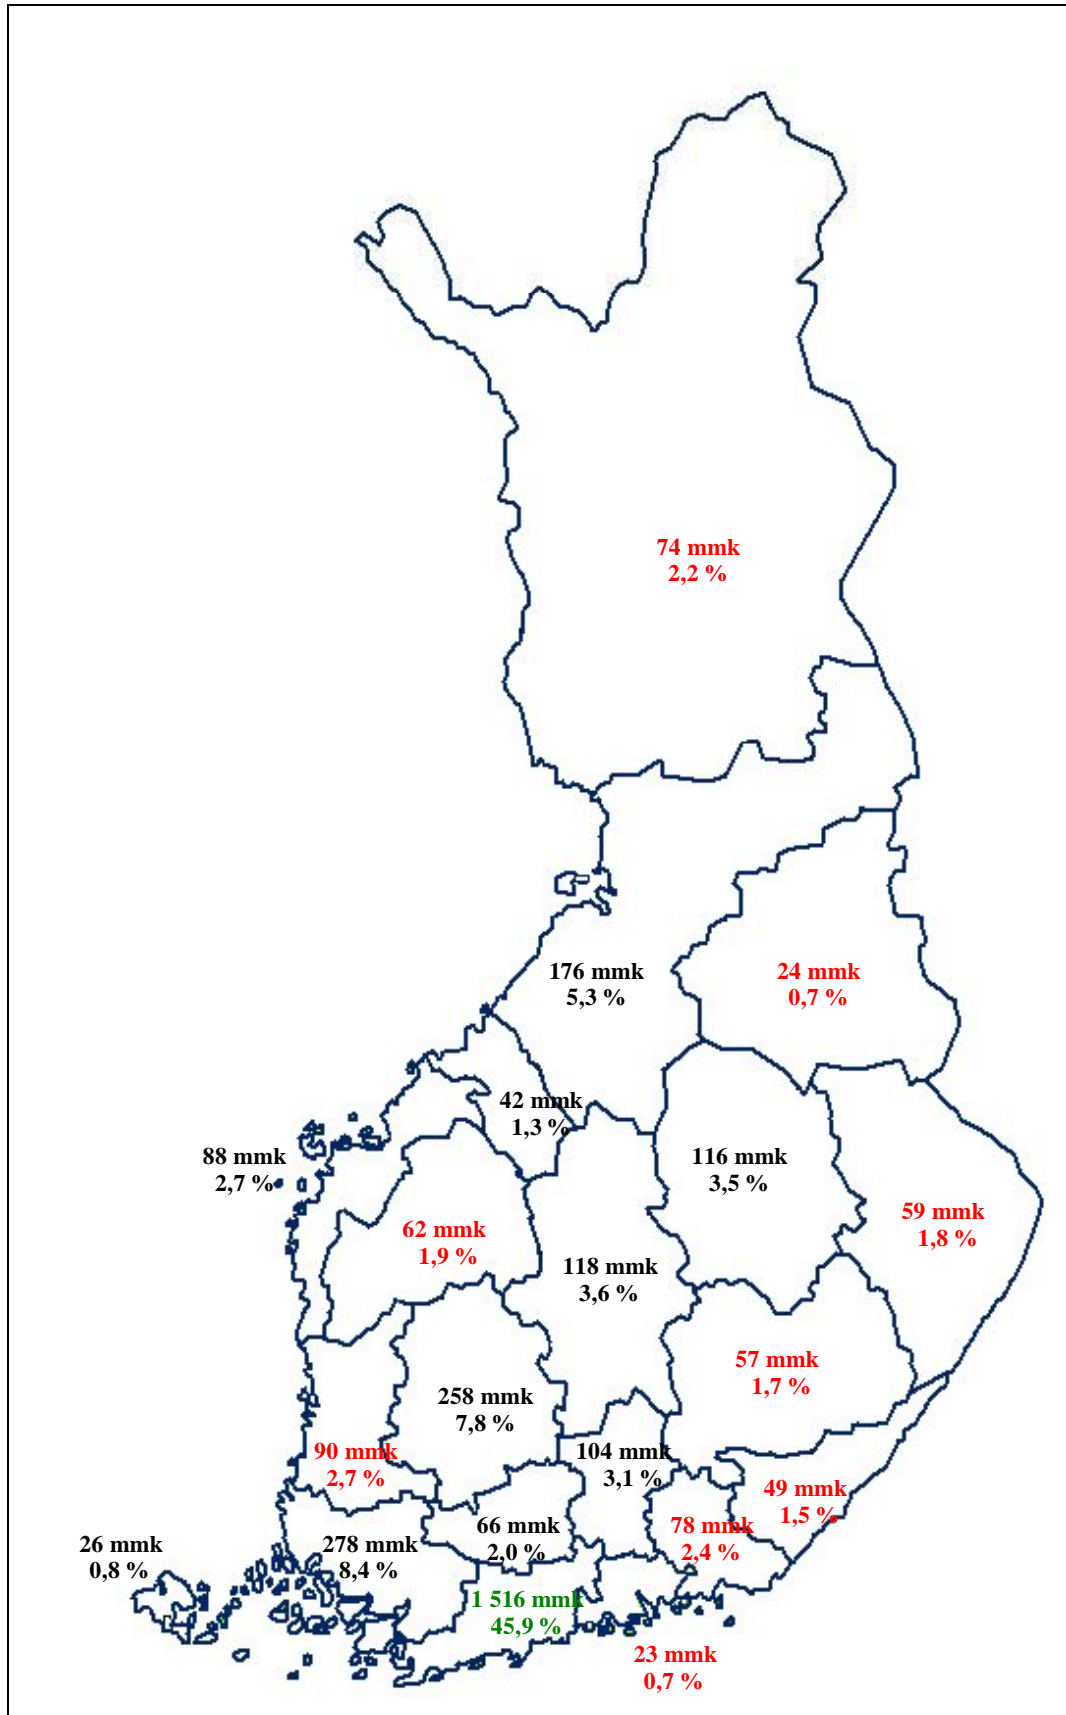 74 mmk
2,2 %
176 mmk
5,3 %
24 mmk
0,7 %
42 mmk
1,3 %
88 mmk
2,7 %
116 mmk
3,5 %
62 mmk
1,9 %
59 mmk
1,8 %
118 mmk
3,6 %
57 mmk
1,7 %
258 mmk
7,8 %
90 mmk
2,7 %
104 mmk
3,1 %
49 mmk
1,5 %
66 mmk
2,0 %
78 mmk
2,4 %
26 mmk
0,8 %
278 mmk
8,4 %
1 516 mmk
45,9 %
23 mmk
0,7 %